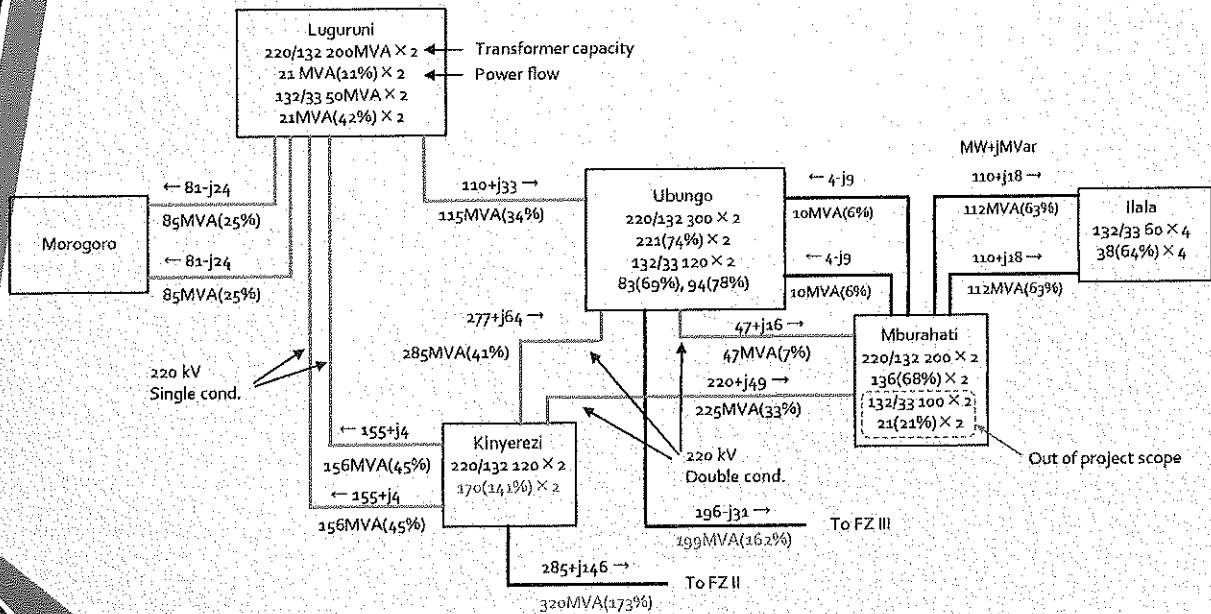 Luguruni
220/132 200MVA × 2
21 MVA(11%) × 2
132/33 50MVA × 2
21MVA(42%) × 2
Transformer capacity
Power flow
MW+jMVar
← 81-j24
85MVA(25%)
Morogoro
← 81-j24
85MVA(25%)
110+j33 →
115MVA(34%)
Ubungo
220/132 300 × 2
221(74%) × 2
132/33 120 × 2
83(69%), 94(78%)
← 4-j9
10MVA(6%)
← 4-j9
10MVA(6%)
110+j18 →
112MVA(63%)
110+j18 →
112MVA(63%)
Ilala
132/33 60 × 4
38(64%) × 4
277+j64 →
285MVA(41%)
47+j16 →
47MVA(7%)
220+j49 →
225MVA(33%)
Mburahati
220/132 200 × 2
136(68%) × 2
132/33 100 × 2
21(21%) × 2
Out of project scope
220 kV
Single cond.
← 155+j4
156MVA(45%)
← 155+j4
156MVA(45%)
Kinyerezi
220/132 120 × 2
170(141%) × 2
220 kV
Double cond.
196-j31 →
199MVA(162%)
To FZ III
285+j146 →
320MVA(173%)
To FZ II